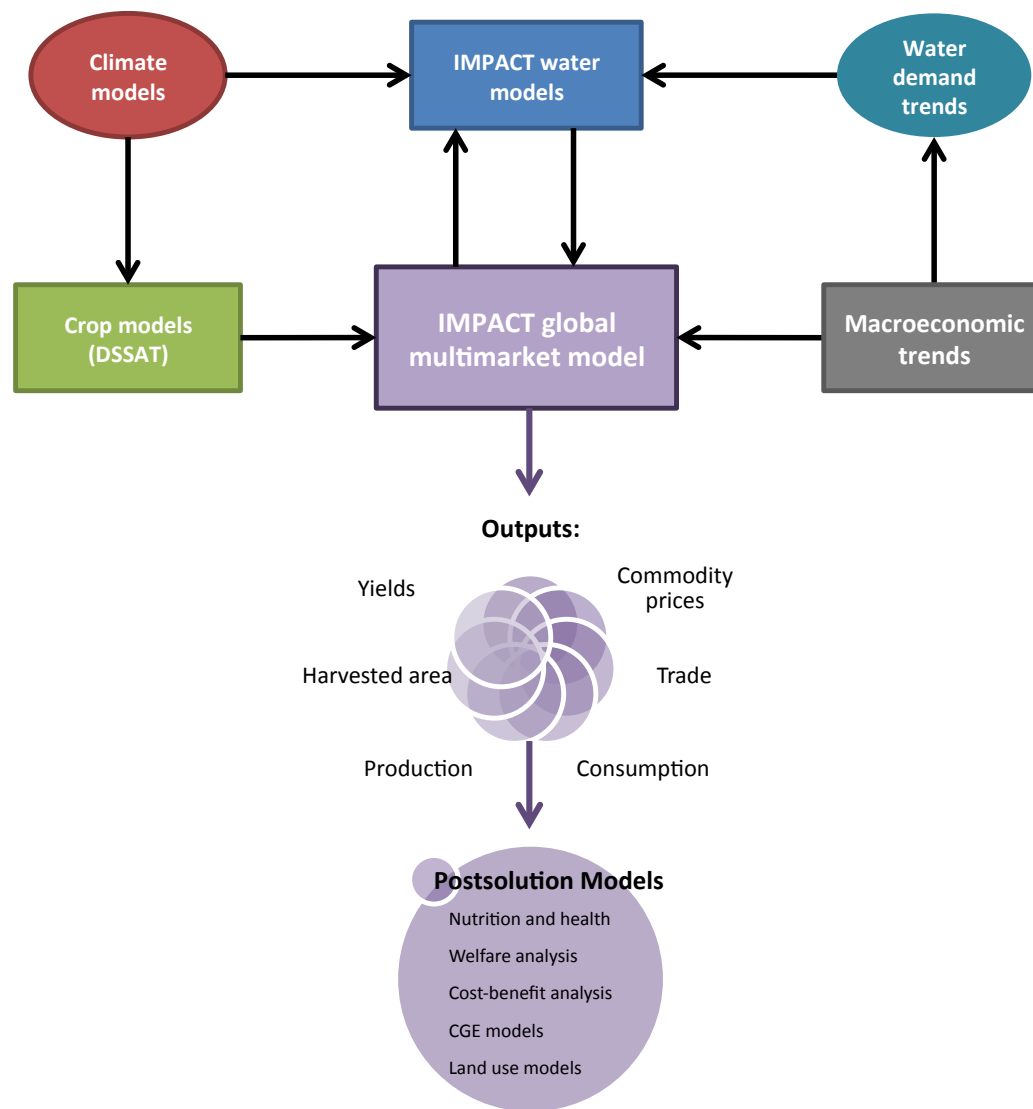 Climate
models
IMPACT water
models
Water
demand
trends
Crop models
(DSSAT)
IMPACT global
multimarket model
Macroeconomic
trends
Outputs:
Yields
Commodity
prices
Harvested area
Trade
Production
Consumption
Postsolution Models
Nutrition and health
Welfare analysis
Cost-benefit analysis
CGE models
Land use models